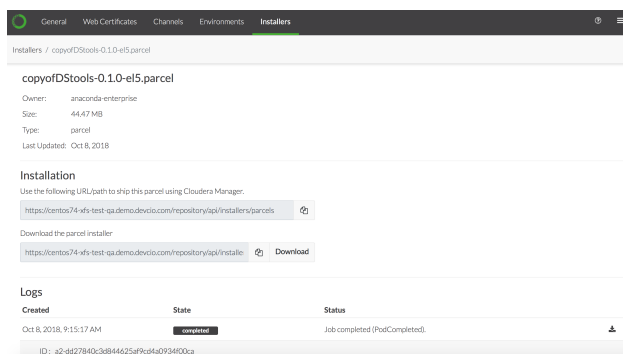 General Web Certificates Channels Environments Installers
Installers / copyofDStools-0.1.0-el5.parcel
copyofDStools-0.1.0-el5.parcel
Owner: anaconda-enterprise
Size: 44.47 MB
Type: parcel
Last Updated: Oct 8, 2018
Installation
Use the following URL/path to ship this parcel using Cloudera Manager.
https://centos74-xfs-test-qa.demo.devcio.com/repository/api/installers/parcels
Download the parcel installer
https://centos74-xfs-test-qa.demo.devcio.com/repository/api/installe Download
Logs
Created State Status
Oct 8, 2018, 9:15:17 AM completed Job completed (PodCompleted).
ID: a2-dd27840c3d844625af9cd4a0934f00ca